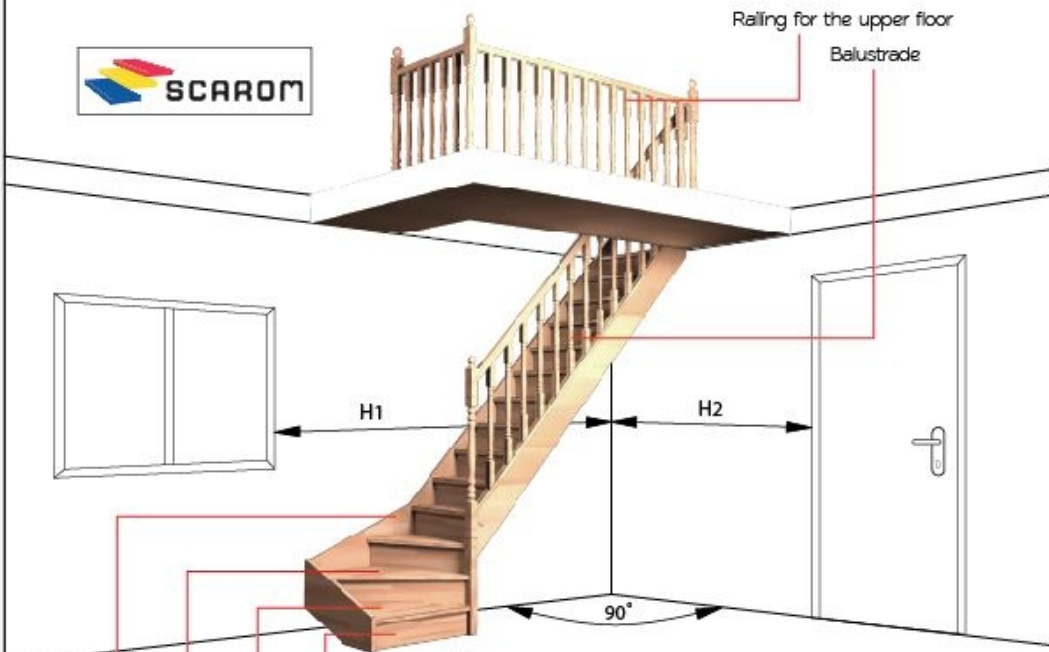 Railing for the upper floor
Balustrade
SCAROM
H1
H2
90°